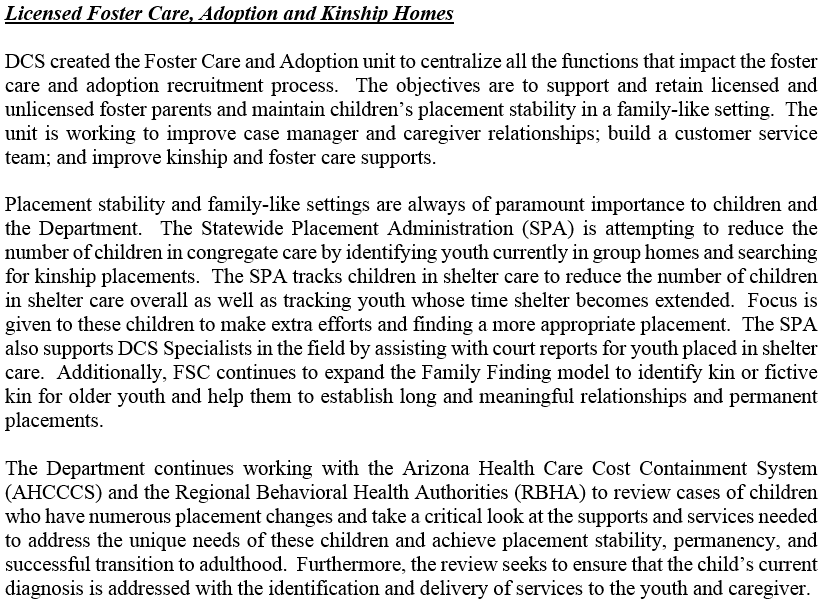 Licensed Foster Care, Adoption and Kinship Homes
DCS created the Foster Care and Adoption unit to centralize all the functions that impact the foster
care and adoption recruitment process.  The objectives are to support and retain licensed and
unlicensed foster parents and maintain children's placement stability in a family-like setting.  The
unit is working to improve case manager and caregiver relationships; build a customer service
team; and improve kinship and foster care supports.
Placement stability and family-like settings are always of paramount importance to children and
the Department.  The Statewide Placement Administration (SPA) is attempting to reduce the
number of children in congregate care by identifying youth currently in group homes and searching
for kinship placements.  The SPA tracks children in shelter care to reduce the number of children
in shelter care overall as well as tracking youth whose time shelter becomes extended.  Focus is
given to these children to make extra efforts and finding a more appropriate placement.  The SPA
also supports DCS Specialists in the field by assisting with court reports for youth placed in shelter
care.  Additionally, FSC continues to expand the Family Finding model to identify kin or fictive
kin for older youth and help them to establish long and meaningful relationships and permanent
placements.
The Department continues working with the Arizona Health Care Cost Containment System
(AHCCCS) and the Regional Behavioral Health Authorities (RBHA) to review cases of children
who have numerous placement changes and take a critical look at the supports and services needed
to address the unique needs of these children and achieve placement stability, permanency, and
successful transition to adulthood.  Furthermore, the review seeks to ensure that the child's current
diagnosis is addressed with the identification and delivery of services to the youth and caregiver.